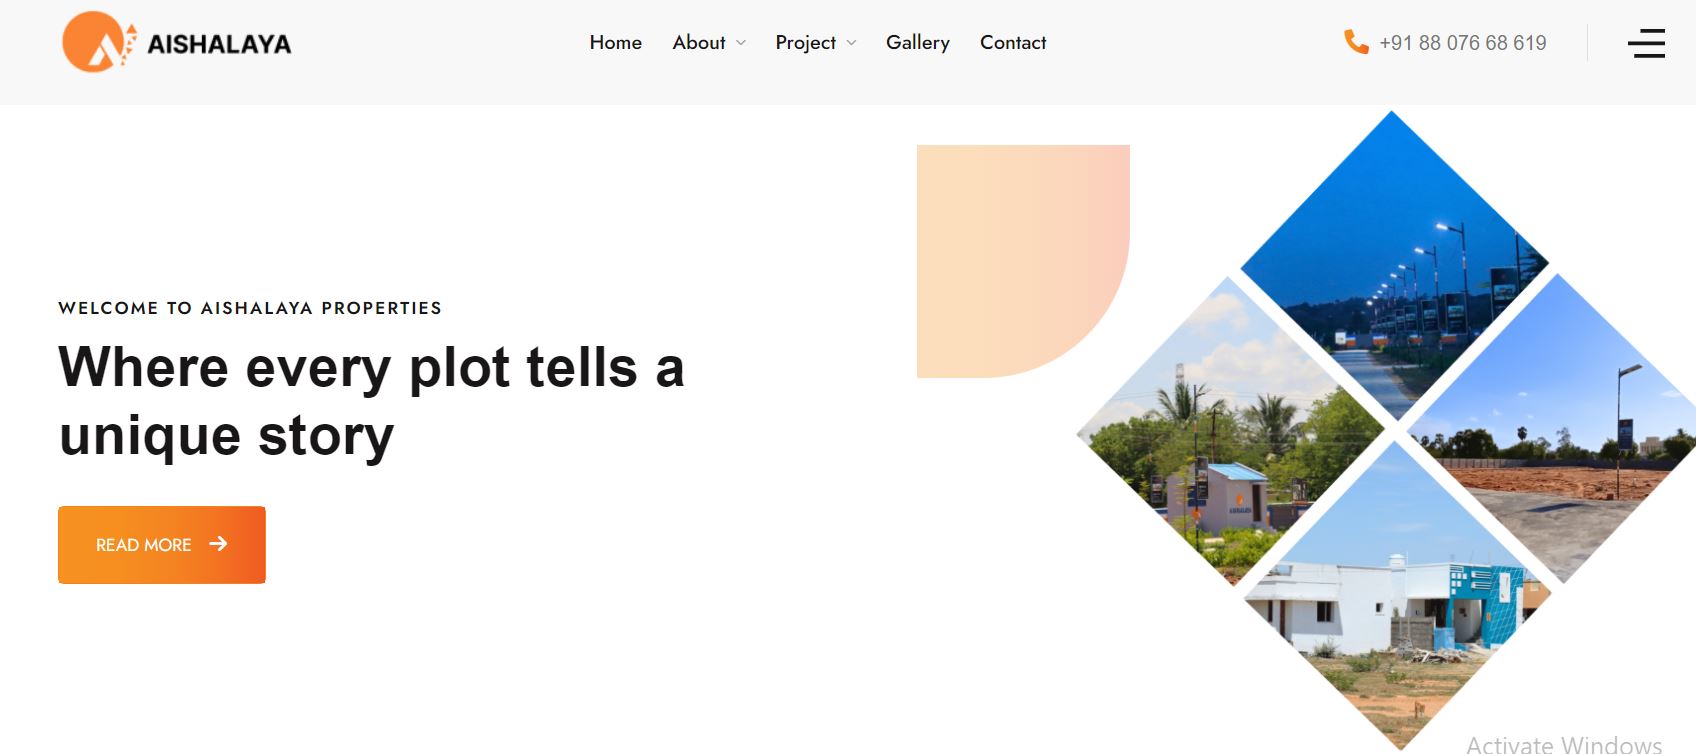 AISHALAYA
Home About Project Gallery Contact
+91 88 076 68 619
WELCOME TO AISHALAYA PROPERTIES
Where every plot tells a
unique story
READ MORE
AISHALAYA
Activate Windows